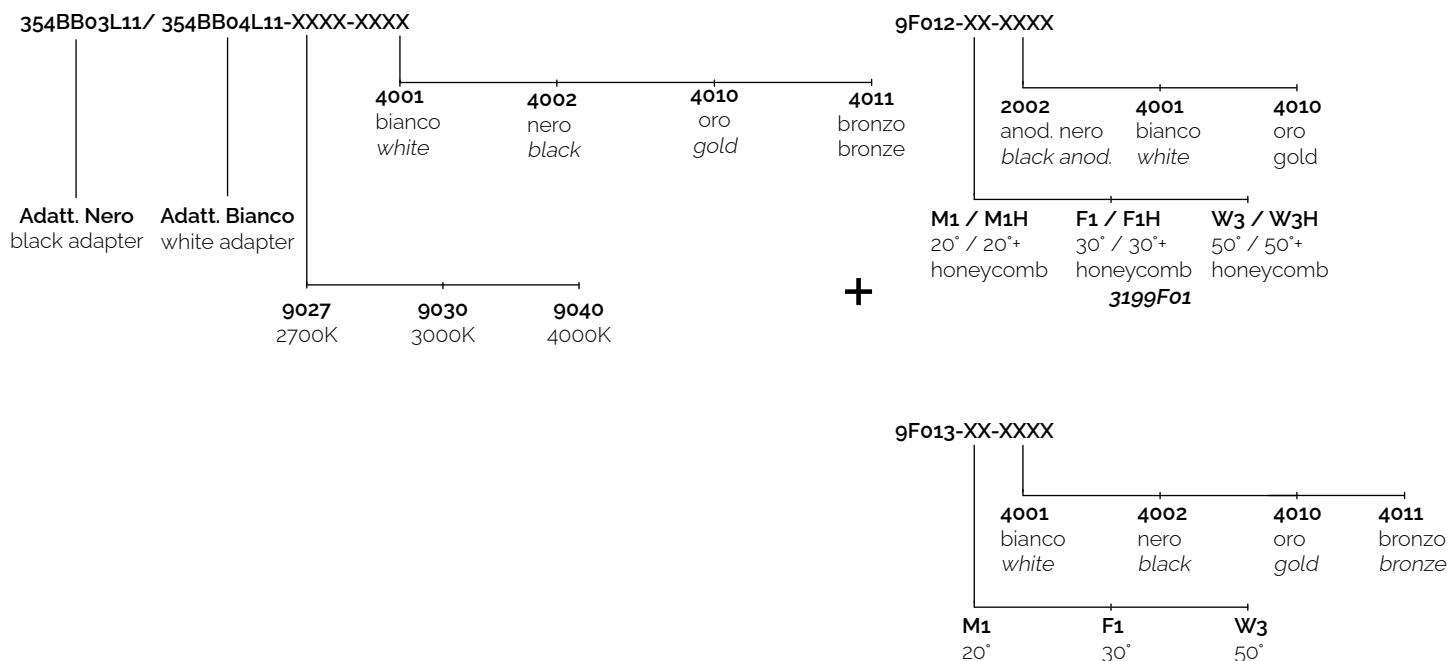 354BB03L11/ 354BB04L11-XXXX-XXXX
4001 4002 4010 4011
bianco nero oro bronzo
white black gold bronze
Adatt. Nero Adatt. Bianco
black adapter white adapter
9027 9030 9040
2700K 3000K 4000K
+
9F012-XX-XXXX
2002 4001 4010
anod. nero bianco oro
black anod. white gold
M1 / M1H F1 / F1H W3 / W3H
20° / 20°+ 30° / 30°+ 50° / 50°+
honeycomb honeycomb honeycomb
3199F01
9F013-XX-XXXX
4001 4002 4010 4011
bianco nero oro bronzo
white black gold bronze
M1 F1 W3
20° 30° 50°